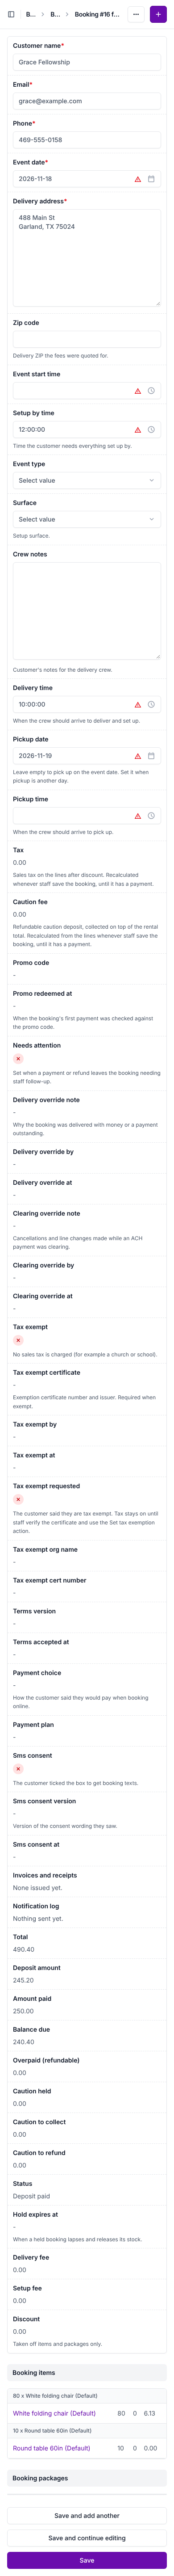 B... > B... > Booking #16 f...
Customer name*
Grace Fellowship
Email*
grace@example.com
Phone*
469-555-0158
Event date*
2026-11-18
Delivery address*
488 Main St
Garland, TX 75024
Zip code
Delivery ZIP the fees were quoted for.
Event start time
Setup by time
12:00:00
Time the customer needs everything set up by.
Event type
Select value
Surface
Select value
Setup surface.
Crew notes
Customer's notes for the delivery crew.
Delivery time
10:00:00
When the crew should arrive to deliver and set up.
Pickup date
2026-11-19
Leave empty to pick up on the event date. Set it when
pickup is another day.
Pickup time
When the crew should arrive to pick up.
Tax
0.00
Sales tax on the lines after discount. Recalculated
whenever staff save the booking, until it has a payment.
Caution fee
0.00
Refundable caution deposit, collected on top of the rental
total. Recalculated from the lines whenever staff save the
booking, until it has a payment.
Promo code
-
Promo redeemed at
-
When the booking's first payment was checked against
the promo code.
Needs attention
Set when a payment or refund leaves the booking needing
staff follow-up.
Delivery override note
-
Why the booking was delivered with money or a payment
outstanding.
Delivery override by
-
Delivery override at
-
Clearing override note
-
Cancellations and line changes made while an ACH
payment was clearing.
Clearing override by
-
Clearing override at
-
Tax exempt
No sales tax is charged (for example a church or school).
Tax exempt certificate
-
Exemption certificate number and issuer. Required when
exempt.
Tax exempt by
-
Tax exempt at
-
Tax exempt requested
The customer said they are tax exempt. Tax stays on until
staff verify the certificate and use the Set tax exemption
action.
Tax exempt org name
-
Tax exempt cert number
-
Terms version
-
Terms accepted at
-
Payment choice
-
How the customer said they would pay when booking
online.
Payment plan
-
Sms consent
The customer ticked the box to get booking texts.
Sms consent version
-
Version of the consent wording they saw.
Sms consent at
-
Invoices and receipts
None issued yet.
Notification log
Nothing sent yet.
Total
490.40
Deposit amount
245.20
Amount paid
250.00
Balance due
240.40
Overpaid (refundable)
0.00
Caution held
0.00
Caution to collect
0.00
Caution to refund
0.00
Status
Deposit paid
Hold expires at
-
When a held booking lapses and releases its stock.
Delivery fee
0.00
Setup fee
0.00
Discount
0.00
Taken off items and packages only.
Booking items
80 x White folding chair (Default)
White folding chair (Default) 80 0 6.13
10 x Round table 60in (Default)
Round table 60in (Default) 10 0 0.00
Booking packages
Save and add another
Save and continue editing
Save